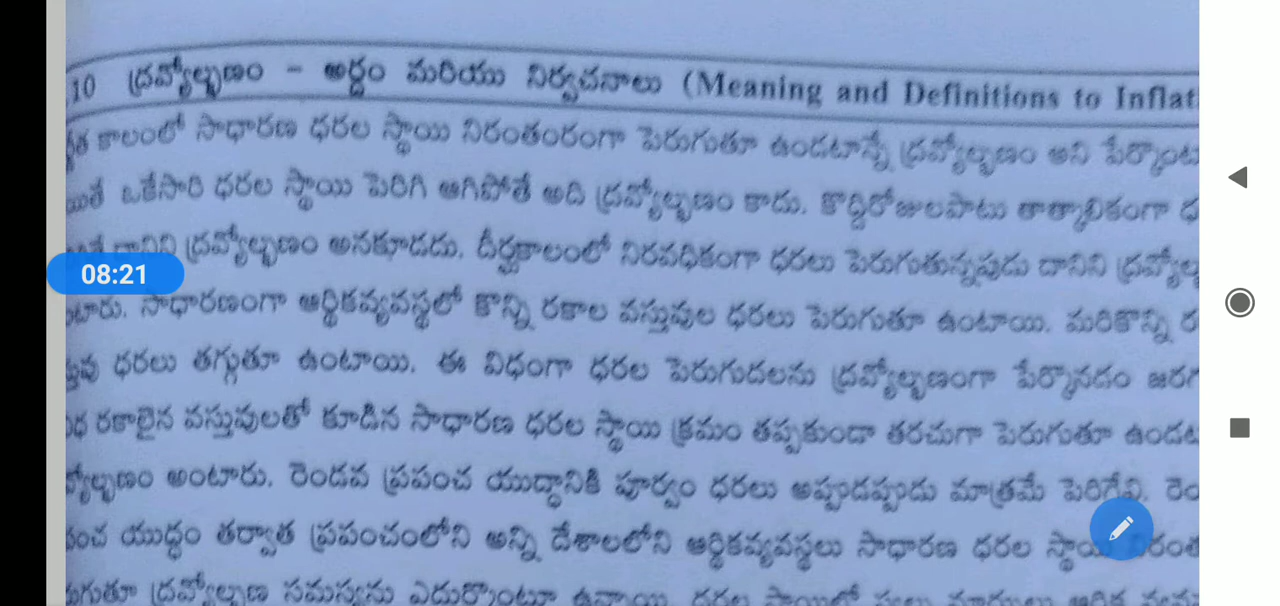 10 ద్రవ్యోల్బణం - అర్థం మరియు నిర్వచనాలు (Meaning and Definitions to Inflat
కాలంలో సాధారణ ధరల స్థాయి నిరంతరంగా పెరుగుతూ ఉండటాన్నే ద్రవ్యోల్బణం అని పేర్కొంటు
ఒకేసారి ధరల స్థాయి పెరిగి ఆగిపోతే అది ద్రవ్యోల్బణం కాదు. కొద్దిరోజులపాటు తాత్కాలికంగా ధ
దానిని ద్రవ్యోల్బణం అనకూడదు. దీర్ఘకాలంలో నిరవధికంగా ధరలు పెరుగుతున్నపుడు దానిని ద్రవ్యోల్బ
08:21
టారు. సాధారణంగా ఆర్థికవ్యవస్థలో కొన్ని రకాల వస్తువుల ధరలు పెరుగుతూ ఉంటాయి. మరికొన్ని ర
ధరలు తగ్గుతూ ఉంటాయి. ఈ విధంగా ధరల పెరుగుదలను ద్రవ్యోల్బణంగా పేర్కొనడం జరగ
ధ రకాలైన వస్తువులతో కూడిన సాధారణ ధరల స్థాయి క్రమం తప్పకుండా తరచుగా పెరుగుతూ ఉండట
వ్యోల్బణం అంటారు. రెండవ ప్రపంచ యుద్ధానికి పూర్వం ధరలు అప్పుడప్పుడు మాత్రమే పెరిగేవి. రెం
పంచ యుద్ధం తర్వాత ప్రపంచంలోని అన్ని దేశాలలోని ఆర్థికవ్యవస్థలు సాధారణ ధరల స్థాయి నిరంత
రుగుతూ ద్రవ్యోల్బణ సమస్యను ఎదుర్కొంటూ ఉన్నాయి. ధరల స్థాయిలో